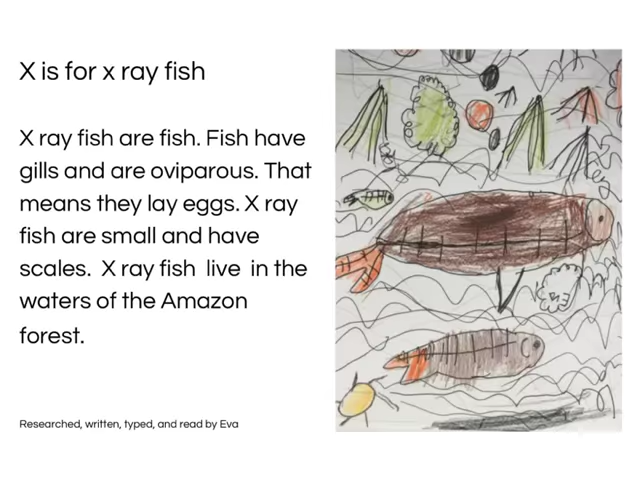 X is for x ray fish
X ray fish are fish. Fish have
gills and are oviparous. That
means they lay eggs. X ray
fish are small and have
scales.  X ray fish  live  in the
waters of the Amazon
forest.
Researched, written, typed, and read by Eva